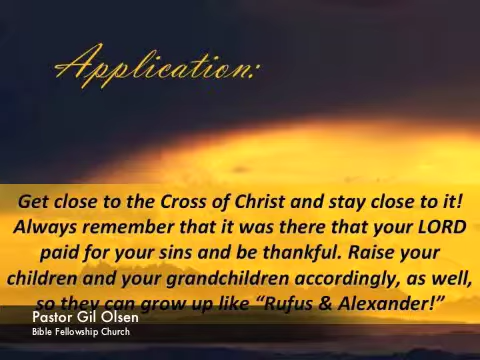 Application:
Get close to the Cross of Christ and stay close to it!
Always remember that it was there that your LORD
paid for your sins and be thankful. Raise your
children and your grandchildren accordingly, as well,
so they can grow up like “Rufus & Alexander!”
Pastor Gil Olsen
Bible Fellowship Church